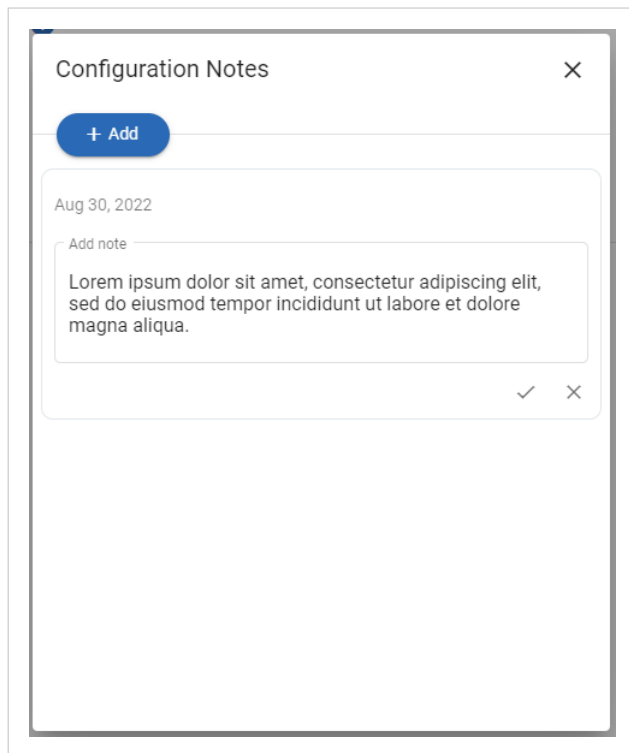 Configuration Notes
+ Add
Aug 30, 2022
Add note
Lorem ipsum dolor sit amet, consectetur adipiscing elit,
sed do eiusmod tempor incididunt ut labore et dolore
magna aliqua.